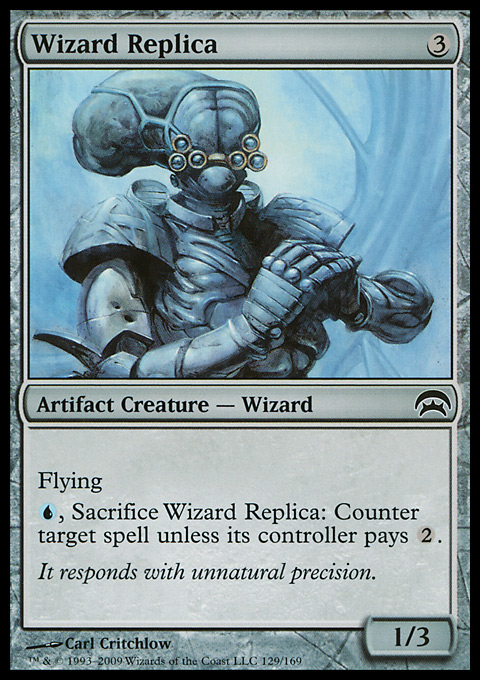 Wizard Replica 3
Artifact Creature — Wizard
Flying
, Sacrifice Wizard Replica: Counter
target spell unless its controller pays 2.
It responds with unnatural precision.
Carl Critchlow
1/3
™ & © 1993–2009 Wizards of the Coast LLC 129/169